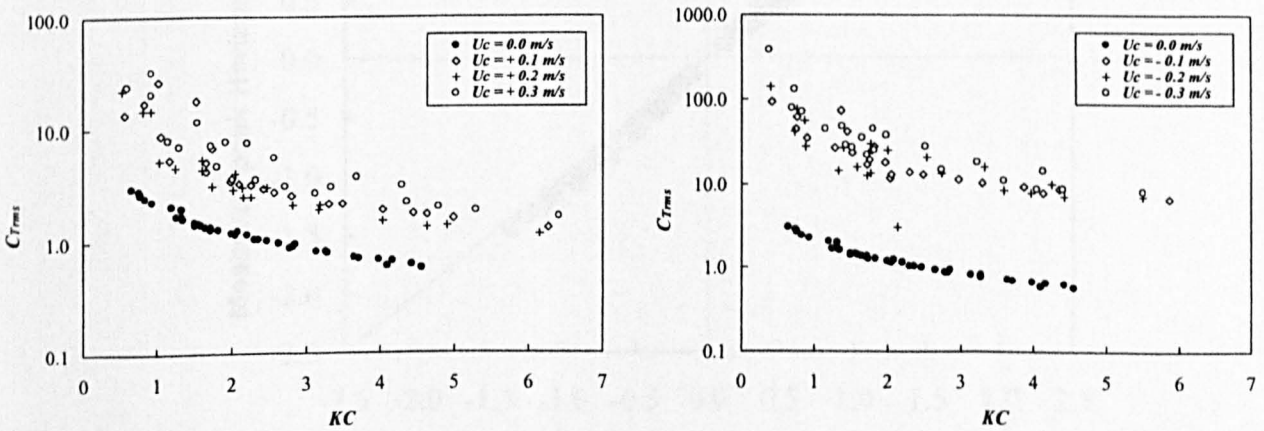 100.0
10.0
1.0
0.1
C_Trms
0 1 2 3 4 5 6 7
KC
Uc = 0.0 m/s
Uc = + 0.1 m/s
Uc = + 0.2 m/s
Uc = + 0.3 m/s
1000.0
100.0
10.0
1.0
0.1
C_Trms
0 1 2 3 4 5 6 7
KC
Uc = 0.0 m/s
Uc = - 0.1 m/s
Uc = - 0.2 m/s
Uc = - 0.3 m/s